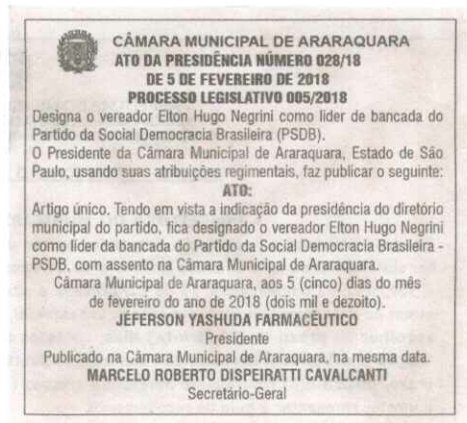 CÂMARA MUNICIPAL DE ARARAQUARA
ATO DA PRESIDÊNCIA NÚMERO 028/18
DE 5 DE FEVEREIRO DE 2018
PROCESSO LEGISLATIVO 005/2018
Designa o vereador Elton Hugo Negrini como líder de bancada do
Partido da Social Democracia Brasileira (PSDB).
O Presidente da Câmara Municipal de Araraquara, Estado de São
Paulo, usando suas atribuições regimentais, faz publicar o seguinte:
ATO:
Artigo único. Tendo em vista a indicação da presidência do diretório
municipal do partido, fica designado o vereador Elton Hugo Negrini
como líder da bancada do Partido da Social Democracia Brasileira -
PSDB, com assento na Câmara Municipal de Araraquara.
Câmara Municipal de Araraquara, aos 5 (cinco) dias do mês
de fevereiro do ano de 2018 (dois mil e dezoito).
JÉFERSON YASHUDA FARMACÊUTICO
Presidente
Publicado na Câmara Municipal de Araraquara, na mesma data.
MARCELO ROBERTO DISPEIRATTI CAVALCANTI
Secretário-Geral